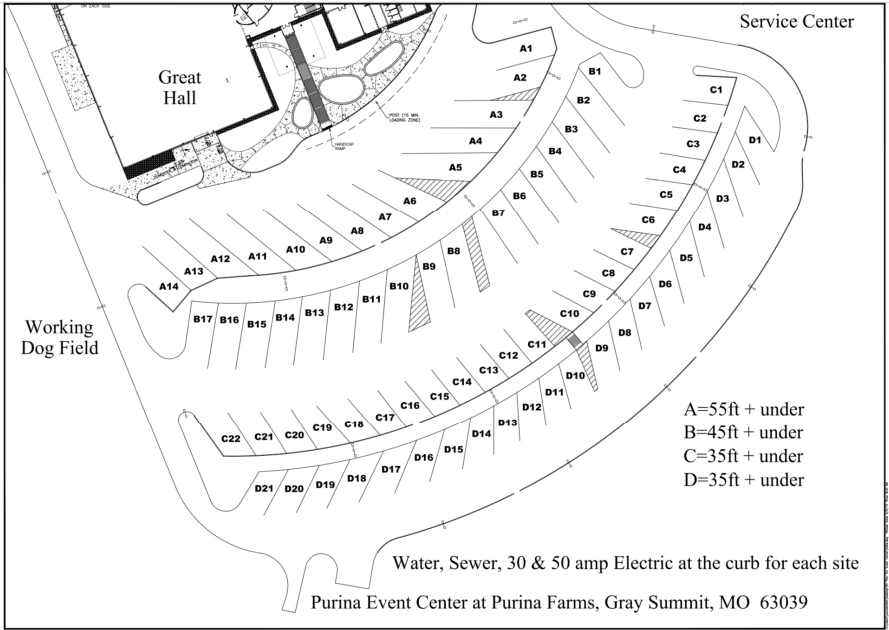 ON EACH SIDE
Service Center
Great
Hall
POST (15 MIN.
LOADING ZONE)
HANDICAP
RAMP
A1
A2
A3
A4
A5
A6
A7
A8
A9
A10
A11
A12
A13
A14
B1
B2
B3
B4
B5
B6
B7
B8
B9
B10
B11
B12
B13
B14
B15
B16
B17
C1
C2
C3
C4
C5
C6
C7
C8
C9
C10
C11
C12
C13
C14
C15
C16
C17
C18
C19
C20
C21
C22
D1
D2
D3
D4
D5
D6
D7
D8
D9
D10
D11
D12
D13
D14
D15
D16
D17
D18
D19
D20
D21
Working
Dog Field
A=55ft + under
B=45ft + under
C=35ft + under
D=35ft + under
Water, Sewer, 30 & 50 amp Electric at the curb for each site
Purina Event Center at Purina Farms, Gray Summit, MO 63039